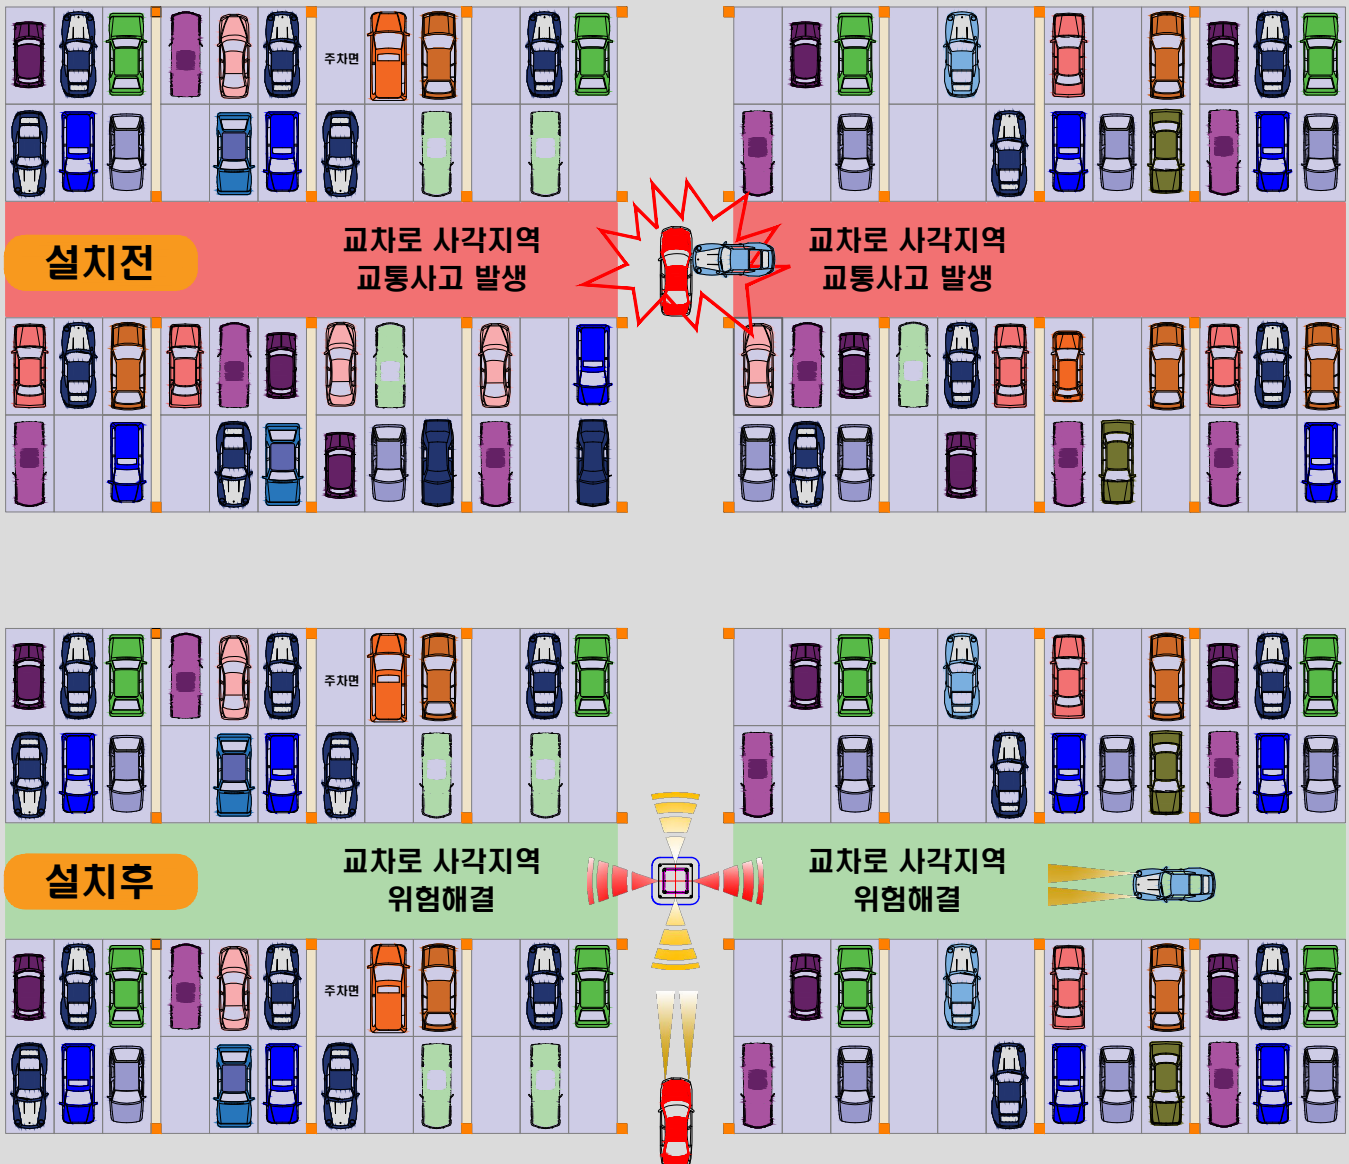 주차면
설치전
교차로 사각지역
교통사고 발생
교차로 사각지역
교통사고 발생
주차면
설치후
교차로 사각지역
위험해결
교차로 사각지역
위험해결
주차면